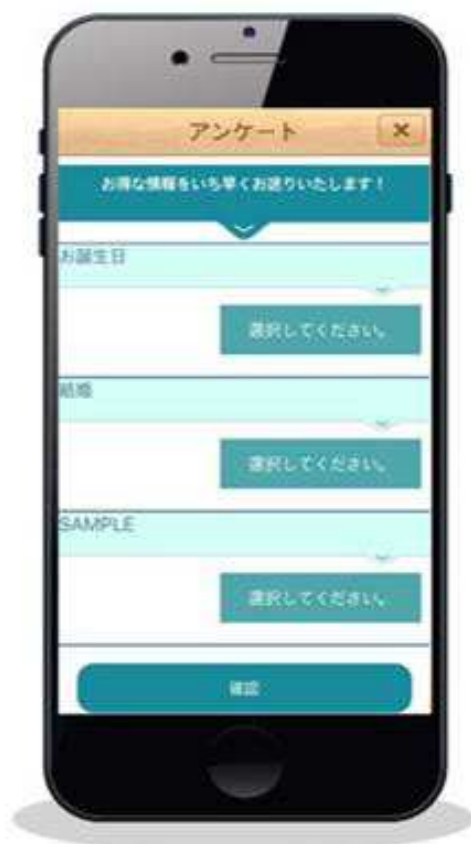 アンケート
×
お得な情報をいち早くお送りいたします！
お誕生日
選択してください。
結婚
選択してください。
SAMPLE
選択してください。
確認